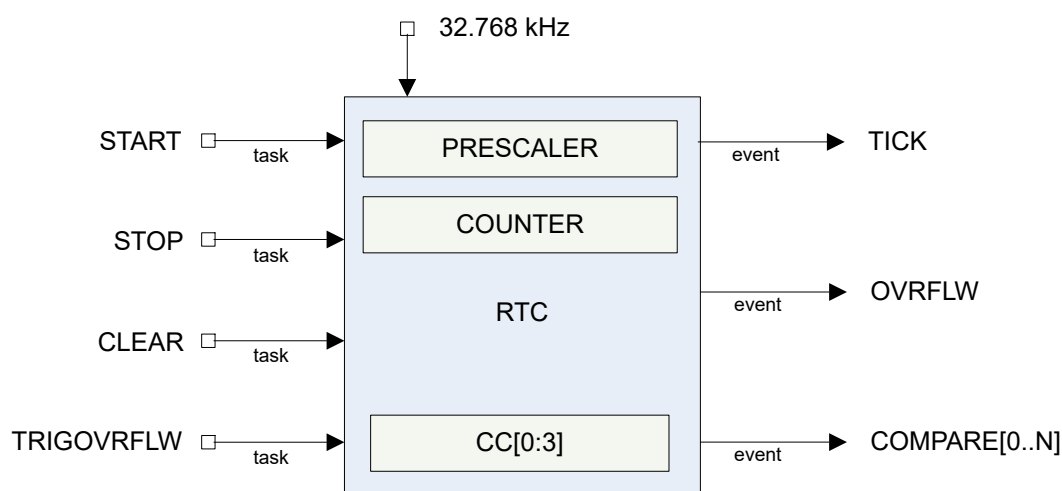 32.768 kHz
START
task
PRESCALER
event
TICK
STOP
task
COUNTER
RTC
event
OVRFLW
CLEAR
task
TRIGOVRFLW
task
CC[0:3]
event
COMPARE[0..N]